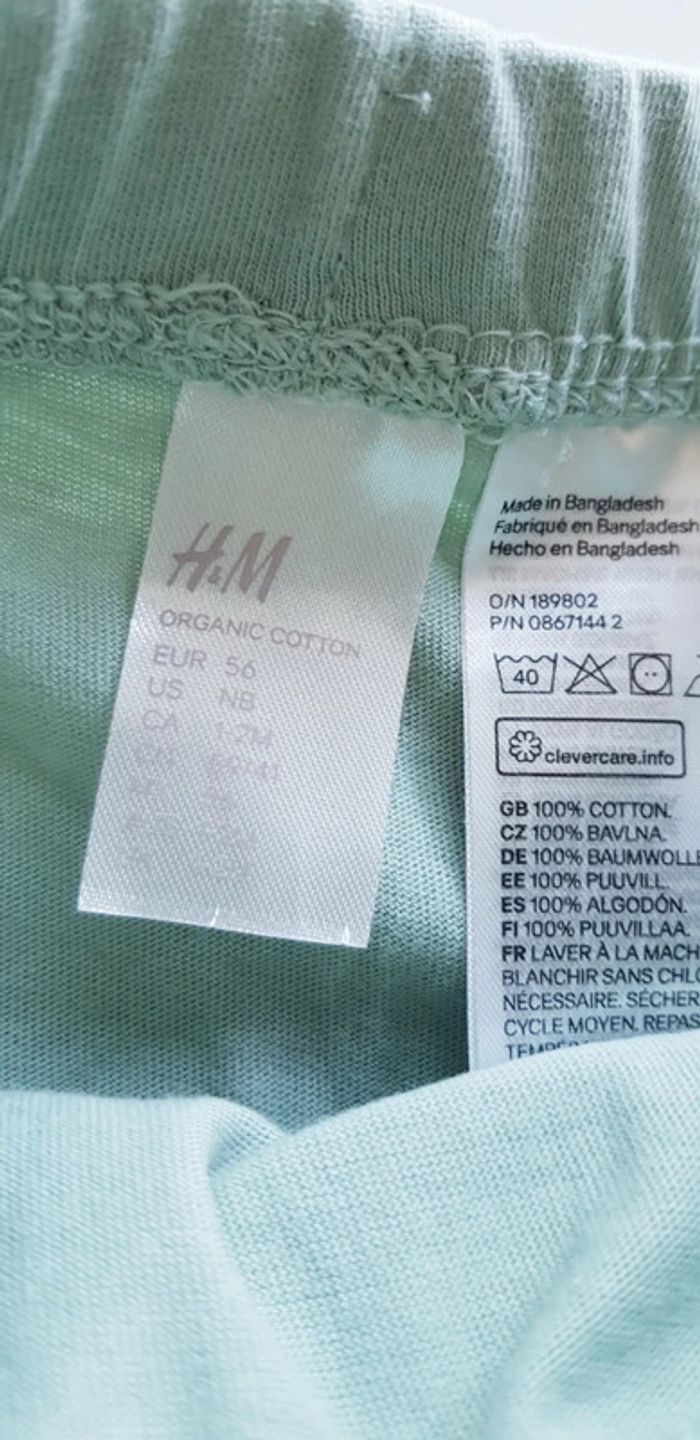 H&M
ORGANIC COTTON
EUR 56
US NB
CA 1-2M
Made in Bangladesh
Fabriqué en Bangladesh
Hecho en Bangladesh
O/N 189802
P/N 0867144 2
40
clevercare.info
GB 100% COTTON.
CZ 100% BAVLNA.
DE 100% BAUMWOLLE
EE 100% PUUVILL.
ES 100% ALGODÓN.
FI 100% PUUVILLAA.
FR LAVER À LA MACH
BLANCHIR SANS CHLO
NÉCESSAIRE. SÉCHER
CYCLE MOYEN. REPAS